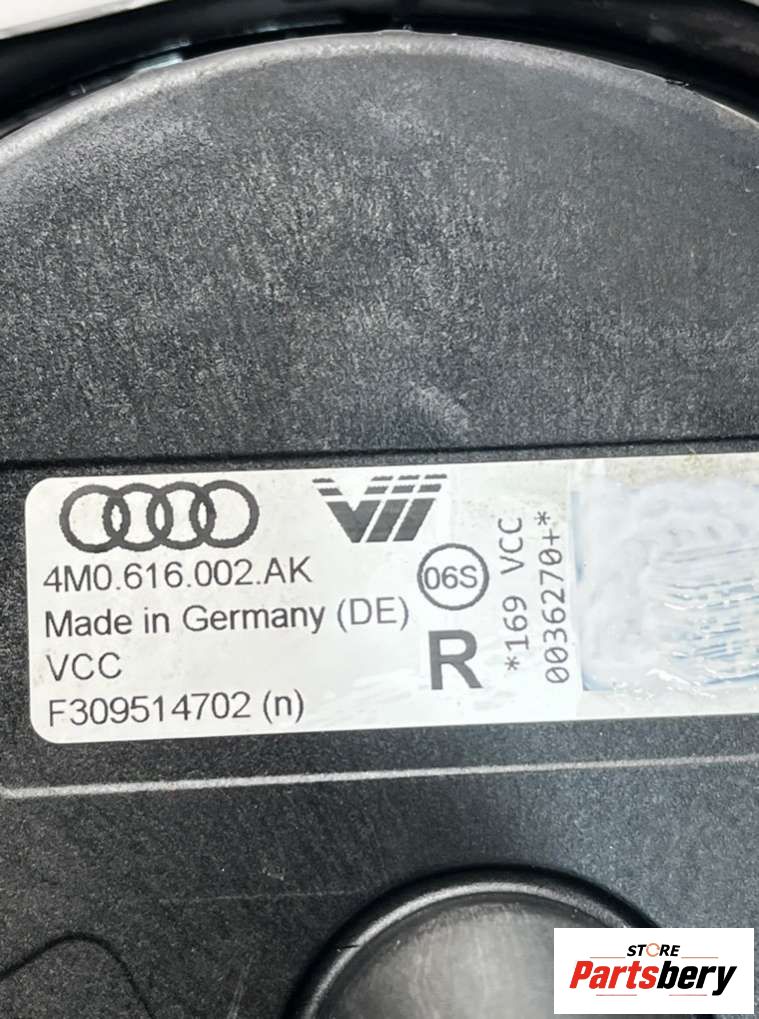 4M0.616.002.AK
Made in Germany (DE)
VCC
F309514702 (n)
06S
R
*169 VCC
0036270+*
STORE
Partsbery